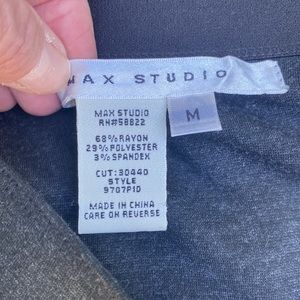 MAX STUDIO
M
MAX STUDIO
RN#58822
68% RAYON
29% POLYESTER
3% SPANDEX
CUT: 30440
STYLE
9707P10
MADE IN CHINA
CARE ON REVERSE